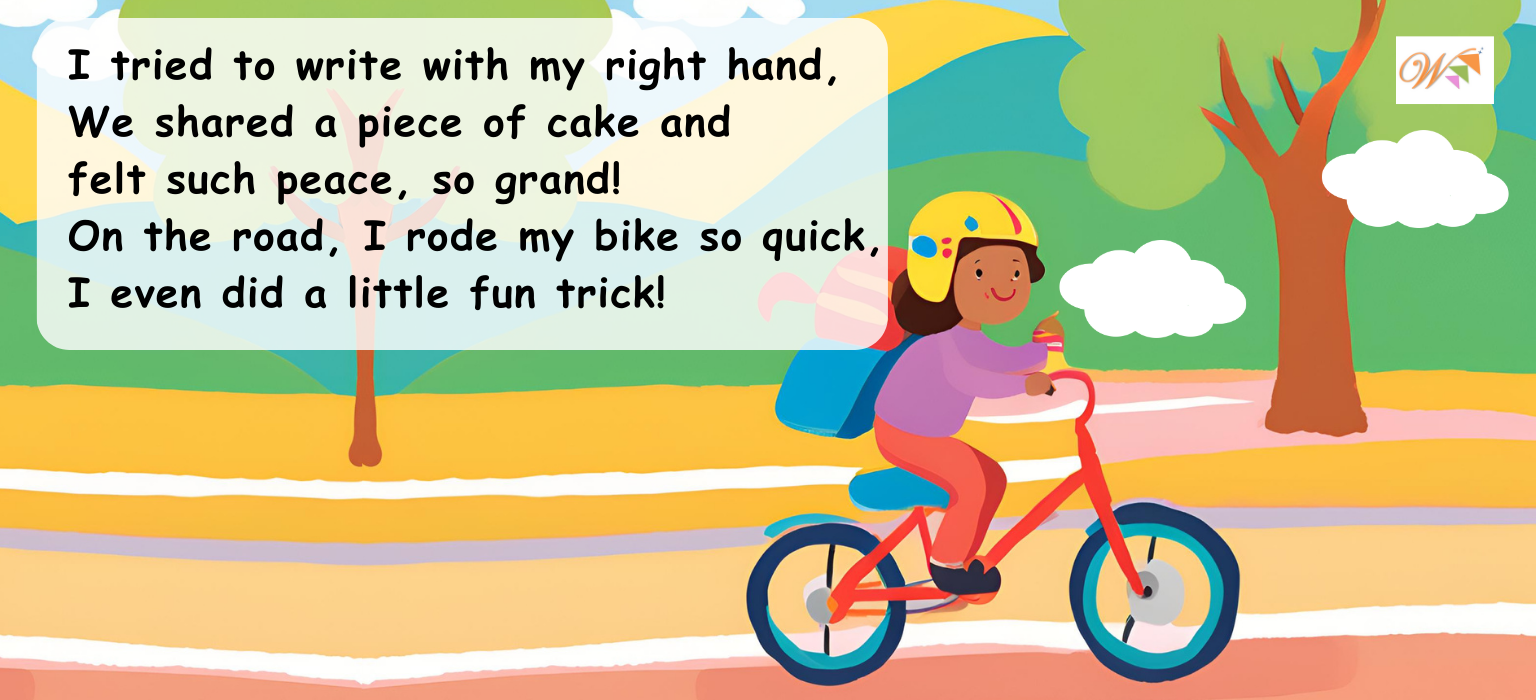 I tried to write with my right hand,
We shared a piece of cake and
felt such peace, so grand!
On the road, I rode my bike so quick,
I even did a little fun trick!
W